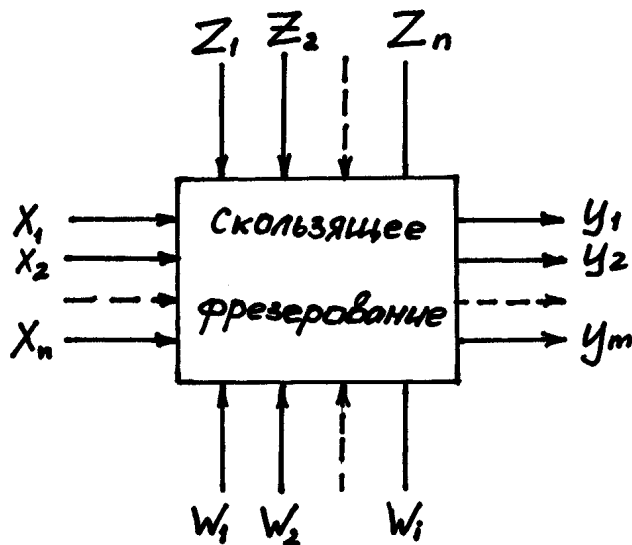 Z1 Z2 Zn
X1 Скользящее y1
X2 y2
фрезерование
Xn ym
W1 W2 Wi